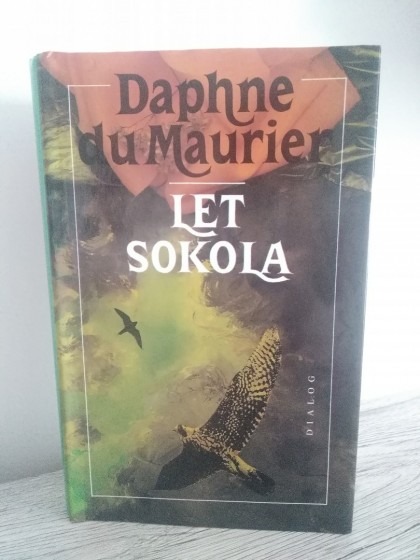 Daphne
du Maurier
LET
SOKOLA
DIALOG